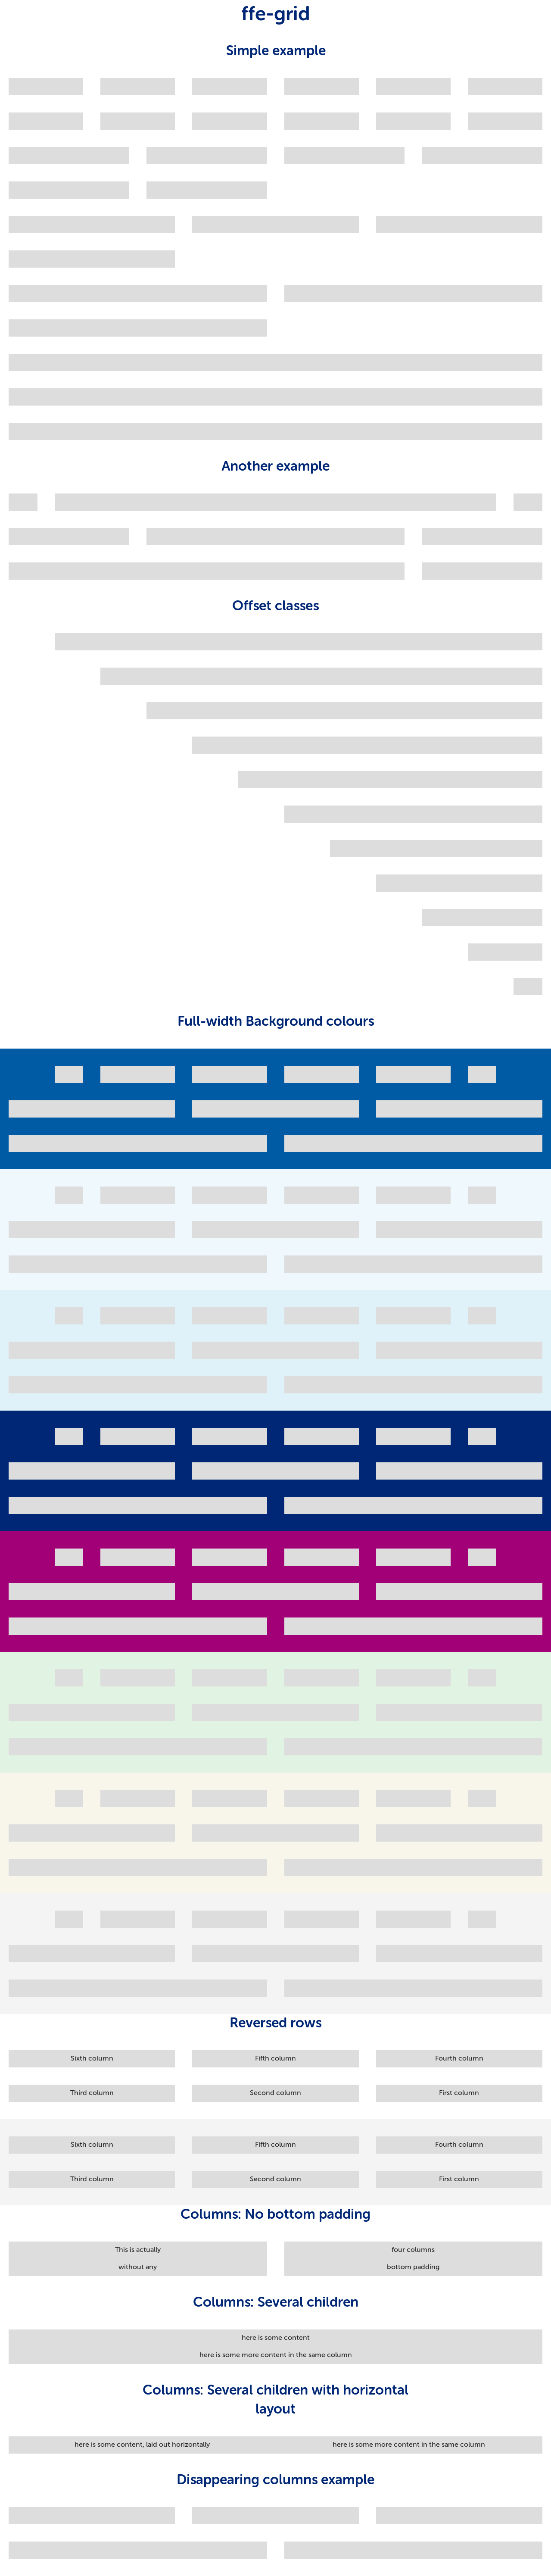 ffe-grid
Simple example
Another example
Offset classes
Full-width Background colours
Reversed rows
Sixth column Fifth column Fourth column
Third column Second column First column
Sixth column Fifth column Fourth column
Third column Second column First column
Columns: No bottom padding
This is actually four columns
without any bottom padding
Columns: Several children
here is some content
here is some more content in the same column
Columns: Several children with horizontal
layout
here is some content, laid out horizontally here is some more content in the same column
Disappearing columns example